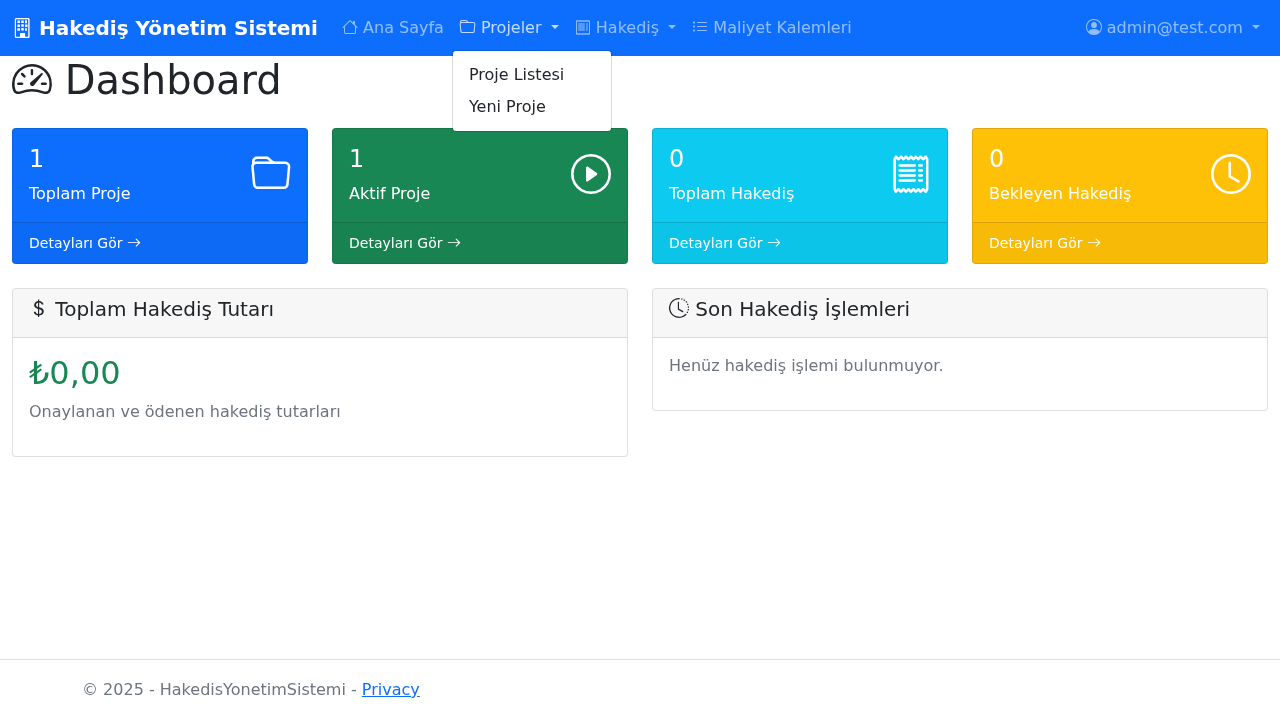 Hakediş Yönetim Sistemi
Ana Sayfa
Projeler
Hakediş
Maliyet Kalemleri
admin@test.com
Proje Listesi
Yeni Proje
Dashboard
1
Toplam Proje
Detayları Gör →
1
Aktif Proje
Detayları Gör →
0
Toplam Hakediş
Detayları Gör →
0
Bekleyen Hakediş
Detayları Gör →
$ Toplam Hakediş Tutarı
₺0,00
Onaylanan ve ödenen hakediş tutarları
Son Hakediş İşlemleri
Henüz hakediş işlemi bulunmuyor.
© 2025 - HakedisYonetimSistemi - Privacy